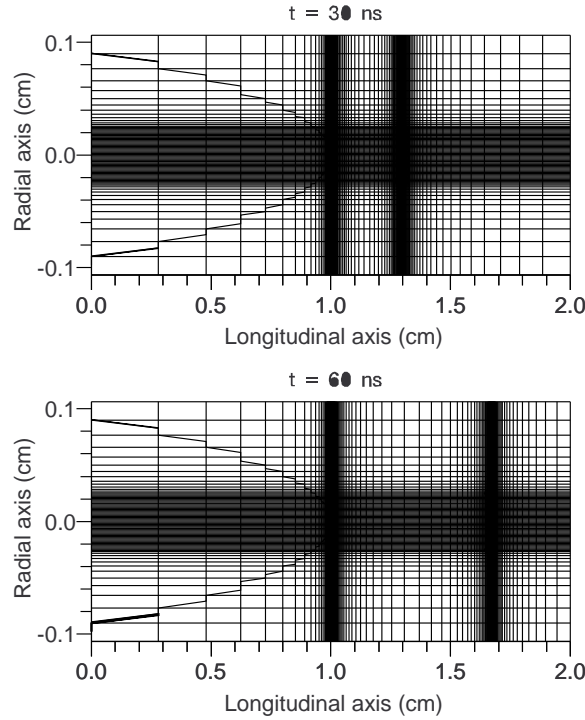 t = 30 ns
0.1
0.0
-0.1
Radial axis (cm)
0.0 0.5 1.0 1.5 2.0
Longitudinal axis (cm)
t = 60 ns
0.1
0.0
-0.1
Radial axis (cm)
0.0 0.5 1.0 1.5 2.0
Longitudinal axis (cm)